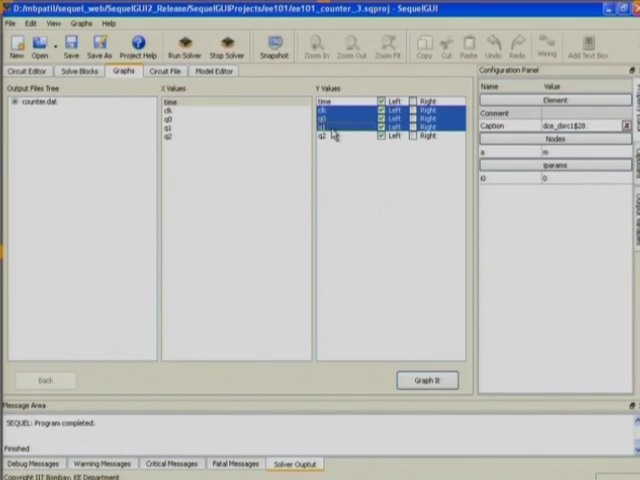 D:/mbpatil/sequel_web/SequelGUI2_Release/SequelGUIProjects/ee101/ee101_counter_3.sqproj - SequelGUI
File Edit View Graphs Help
New Open Save Save As Project Help Run Solver Stop Solver Snapshot Zoom In Zoom Out Zoom Fit Copy Cut Paste Undo Redo Wiring Add Text Box
Circuit Editor Solve Blocks Graphs Circuit File Model Editor
Configuration Panel
Output Files Tree X Values Y Values
Name Value
counter.dat time time Left Right
Element
clk clk Left Right
Comment
q0 q0 Left Right
Caption
q1 q1 Left Right
q2 q2 Left Right
Nodes
a m
iparams
i0 0
Back Graph It
Message Area
SEQUEL: Program completed.
Finished
Debug Messages Warning Messages Critical Messages Fatal Messages Solver Ouptut
Copyright IIT Bombay, EE Department